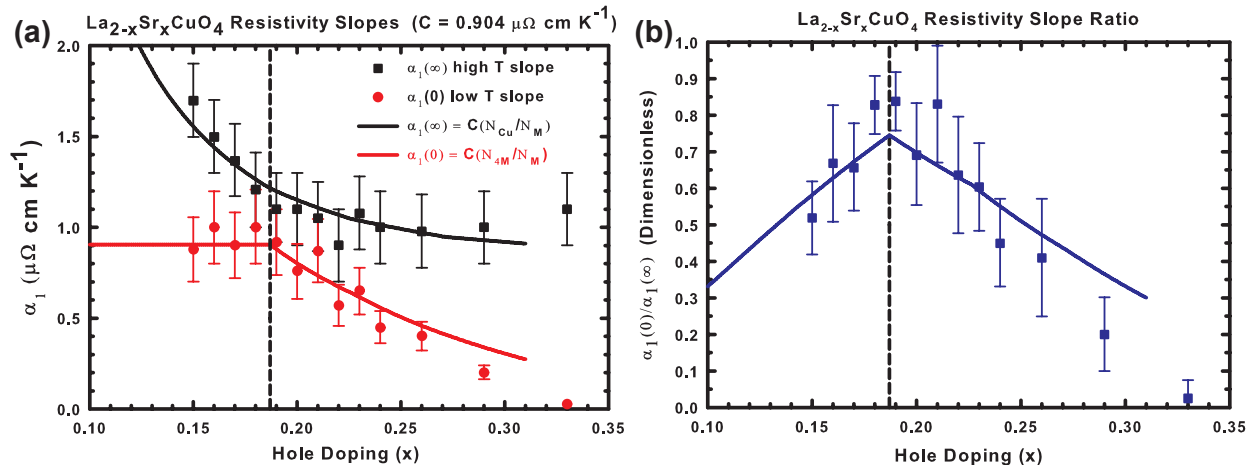 (a)
La2-xSrxCuO4 Resistivity Slopes (C = 0.904 μΩ cm K-1)
2.0
1.5
1.0
0.5
0.0
α1 (μΩ cm K-1)
α1(∞) high T slope
α1(0) low T slope
α1(∞) = C(NCu/NM)
α1(0) = C(N4M/NM)
0.10 0.15 0.20 0.25 0.30 0.35
Hole Doping (x)
(b)
La2-xSrxCuO4 Resistivity Slope Ratio
1.0
0.9
0.8
0.7
0.6
0.5
0.4
0.3
0.2
0.1
0.0
α1(0)/α1(∞) (Dimensionless)
0.10 0.15 0.20 0.25 0.30 0.35
Hole Doping (x)